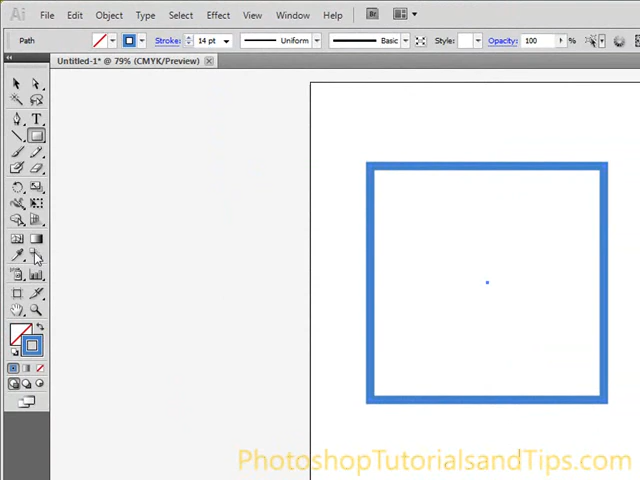 Ai File Edit Object Type Select Effect View Window Help Br
Path Stroke: 14 pt Uniform Basic Style: Opacity: 100 %
Untitled-1* @ 79% (CMYK/Preview)
T
PhotoshopTutorialsandTips.com